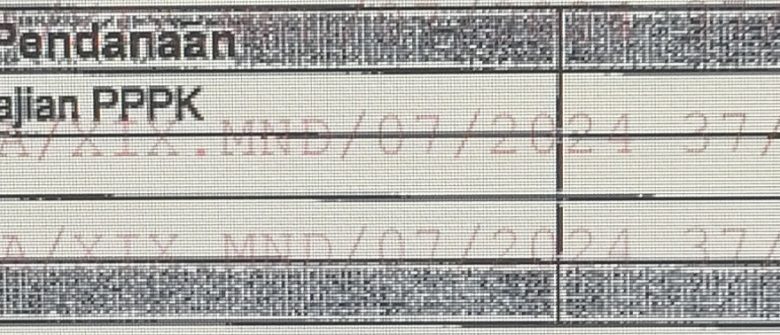 Pendanaan
ajian PPPK
A/XIX.MND/07/2024 37/
A/XIX.MND/07/2024 37/